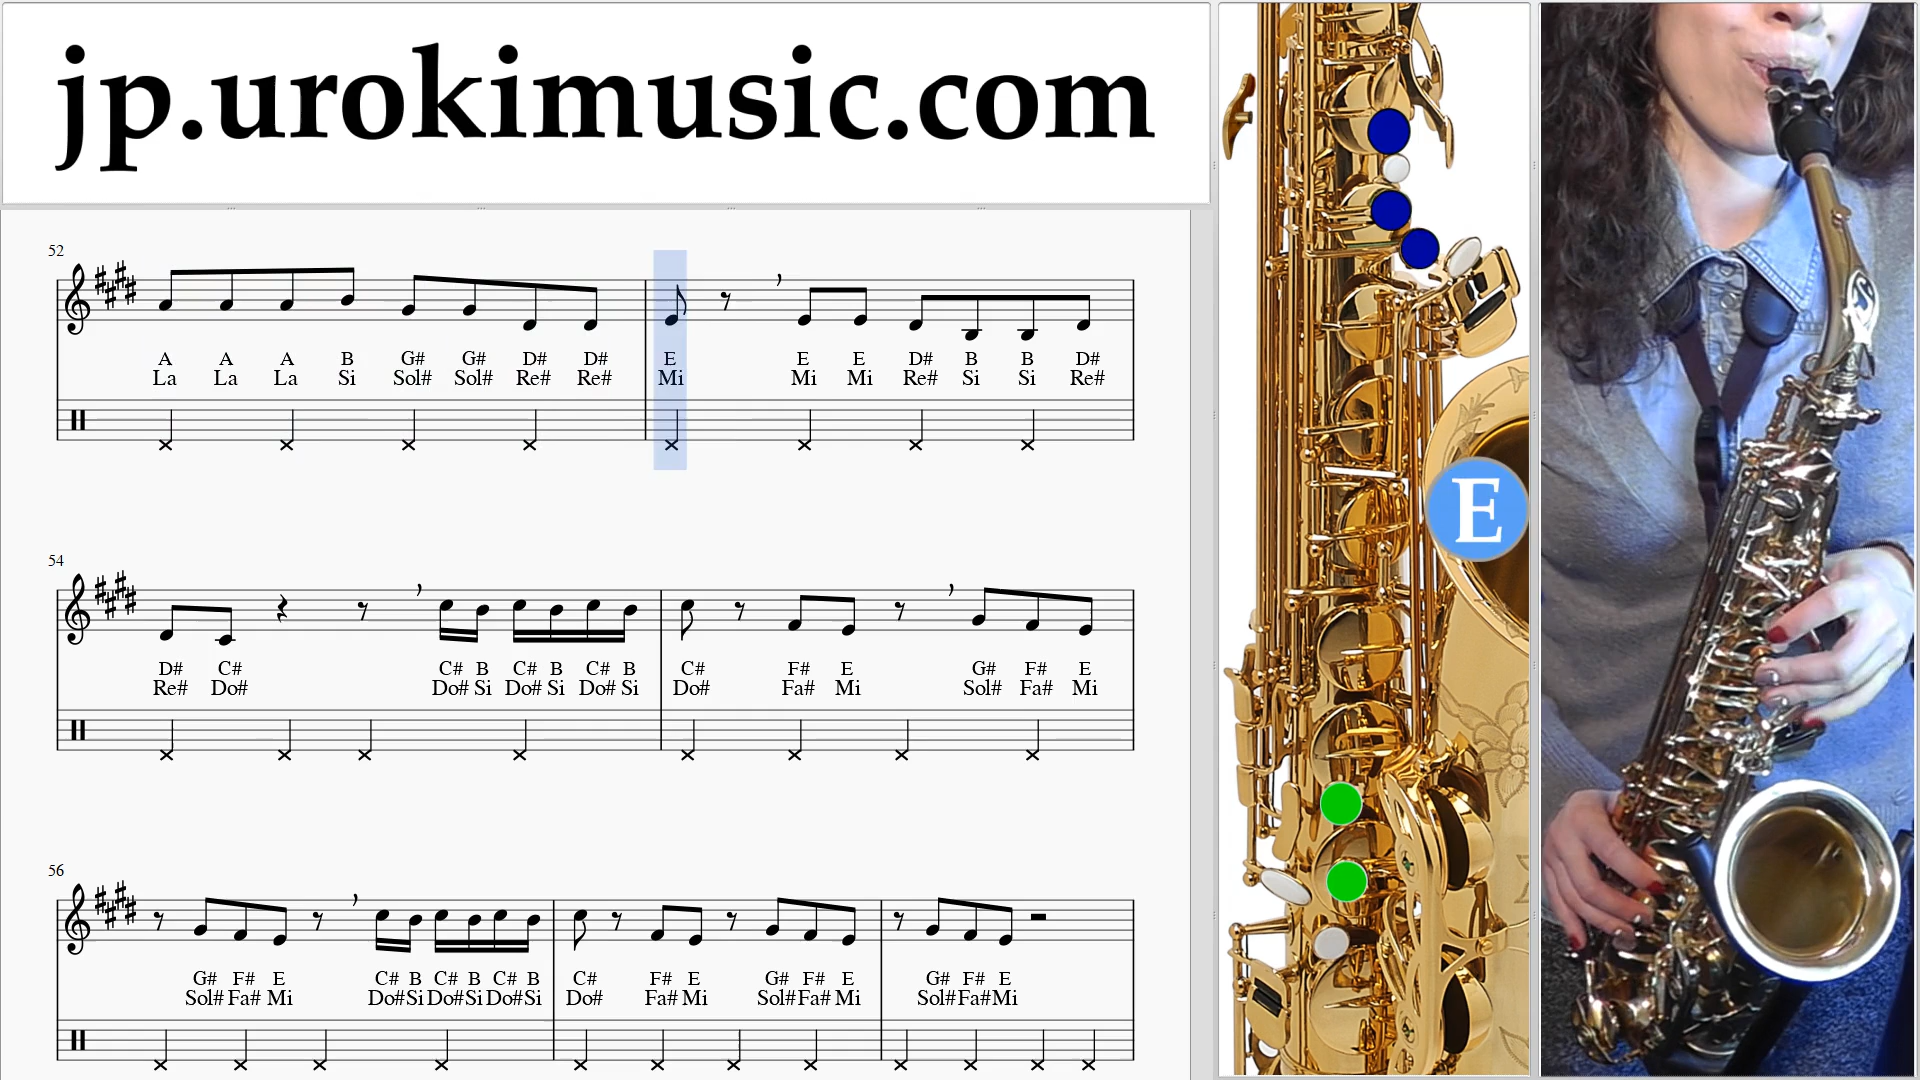 jp.urokimusic.com
52
A A A B G# G# D# D# E E E D# B B D#
La La La Si Sol# Sol# Re# Re# Mi Mi Mi Re# Si Si Re#
E
54
D# C# C# B C# B C# B C# F# E G# F# E
Re# Do# Do# Si Do# Si Do# Si Do# Fa# Mi Sol# Fa# Mi
56
G# F# E C# B C# B C# B C# F# E G# F# E G# F# E
Sol# Fa# Mi Do# Si Do# Si Do# Si Do# Fa# Mi Sol# Fa# Mi Sol# Fa# Mi